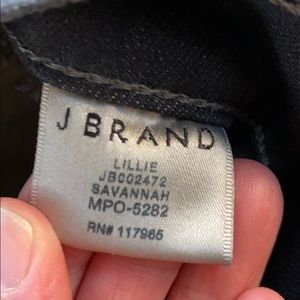 J BRAND
LILLIE
JB002472
SAVANNAH
MPO-5282
RN# 117965